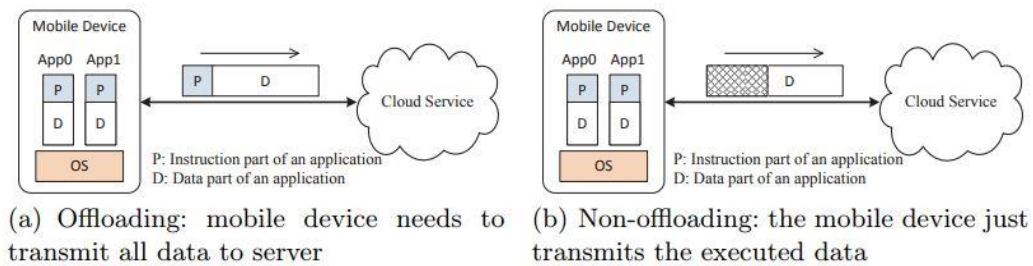 Mobile Device
App0 App1
P P
D D
OS
P D
Cloud Service
P: Instruction part of an application
D: Data part of an application
(a) Offloading: mobile device needs to
transmit all data to server
Mobile Device
App0 App1
P P
D D
OS
D
Cloud Service
P: Instruction part of an application
D: Data part of an application
(b) Non-offloading: the mobile device just
transmits the executed data